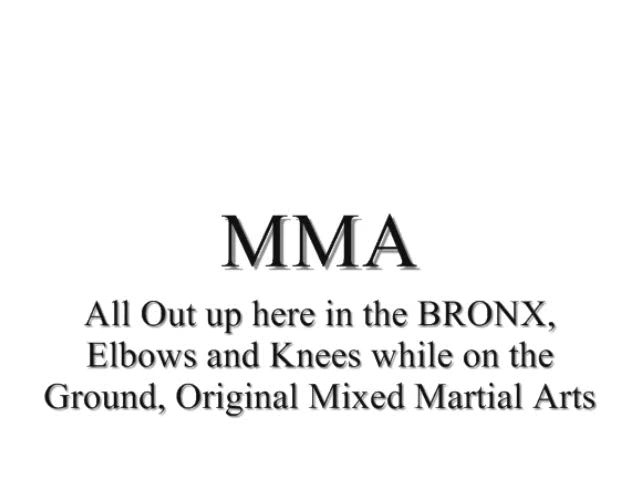 MMA
All Out up here in the BRONX,
Elbows and Knees while on the
Ground, Original Mixed Martial Arts